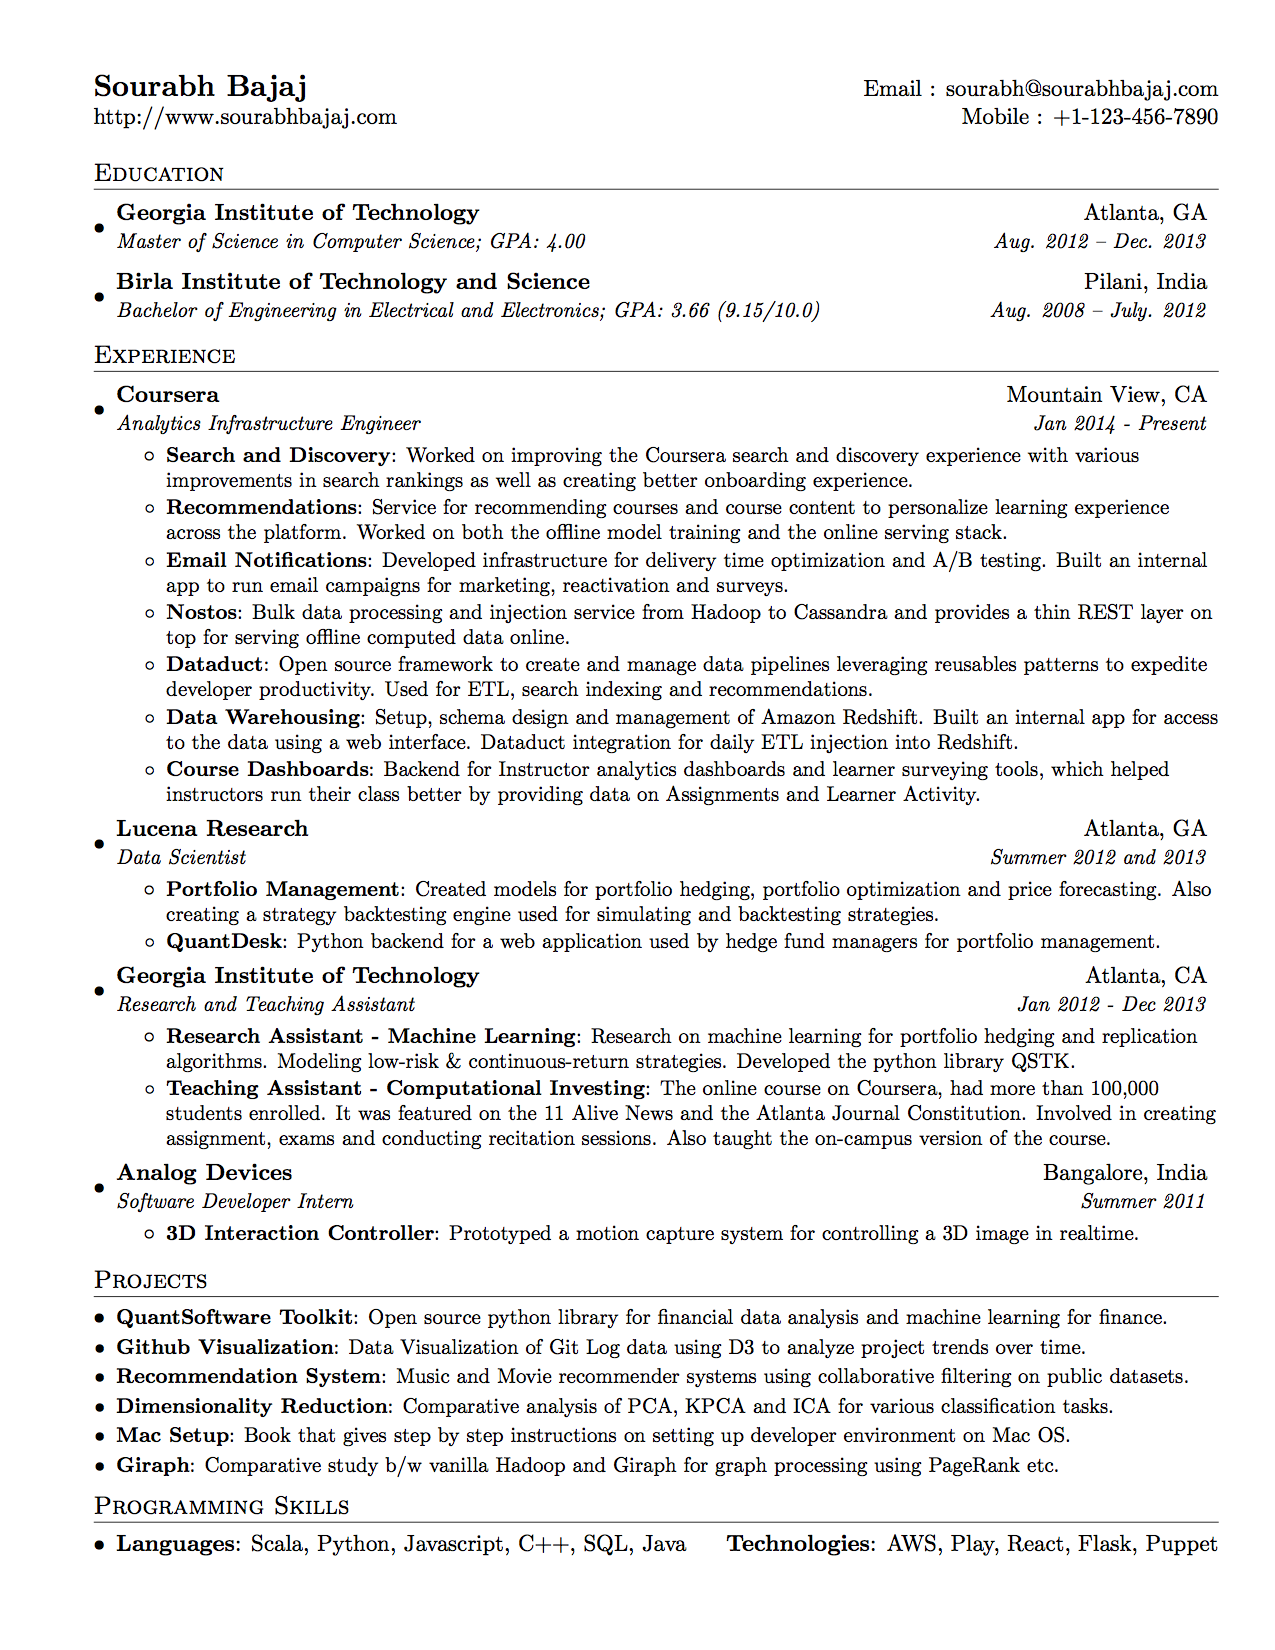 Sourabh Bajaj Email : sourabh@sourabhbajaj.com
http://www.sourabhbajaj.com Mobile : +1-123-456-7890
Education
• Georgia Institute of Technology Atlanta, GA
Master of Science in Computer Science; GPA: 4.00 Aug. 2012 – Dec. 2013
• Birla Institute of Technology and Science Pilani, India
Bachelor of Engineering in Electrical and Electronics; GPA: 3.66 (9.15/10.0) Aug. 2008 – July. 2012
Experience
• Coursera Mountain View, CA
Analytics Infrastructure Engineer Jan 2014 - Present
◦ Search and Discovery: Worked on improving the Coursera search and discovery experience with various
improvements in search rankings as well as creating better onboarding experience.
◦ Recommendations: Service for recommending courses and course content to personalize learning experience
across the platform. Worked on both the offline model training and the online serving stack.
◦ Email Notifications: Developed infrastructure for delivery time optimization and A/B testing. Built an internal
app to run email campaigns for marketing, reactivation and surveys.
◦ Nostos: Bulk data processing and injection service from Hadoop to Cassandra and provides a thin REST layer on
top for serving offline computed data online.
◦ Dataduct: Open source framework to create and manage data pipelines leveraging reusables patterns to expedite
developer productivity. Used for ETL, search indexing and recommendations.
◦ Data Warehousing: Setup, schema design and management of Amazon Redshift. Built an internal app for access
to the data using a web interface. Dataduct integration for daily ETL injection into Redshift.
◦ Course Dashboards: Backend for Instructor analytics dashboards and learner surveying tools, which helped
instructors run their class better by providing data on Assignments and Learner Activity.
• Lucena Research Atlanta, GA
Data Scientist Summer 2012 and 2013
◦ Portfolio Management: Created models for portfolio hedging, portfolio optimization and price forecasting. Also
creating a strategy backtesting engine used for simulating and backtesting strategies.
◦ QuantDesk: Python backend for a web application used by hedge fund managers for portfolio management.
• Georgia Institute of Technology Atlanta, CA
Research and Teaching Assistant Jan 2012 - Dec 2013
◦ Research Assistant - Machine Learning: Research on machine learning for portfolio hedging and replication
algorithms. Modeling low-risk & continuous-return strategies. Developed the python library QSTK.
◦ Teaching Assistant - Computational Investing: The online course on Coursera, had more than 100,000
students enrolled. It was featured on the 11 Alive News and the Atlanta Journal Constitution. Involved in creating
assignment, exams and conducting recitation sessions. Also taught the on-campus version of the course.
• Analog Devices Bangalore, India
Software Developer Intern Summer 2011
◦ 3D Interaction Controller: Prototyped a motion capture system for controlling a 3D image in realtime.
Projects
• QuantSoftware Toolkit: Open source python library for financial data analysis and machine learning for finance.
• Github Visualization: Data Visualization of Git Log data using D3 to analyze project trends over time.
• Recommendation System: Music and Movie recommender systems using collaborative filtering on public datasets.
• Dimensionality Reduction: Comparative analysis of PCA, KPCA and ICA for various classification tasks.
• Mac Setup: Book that gives step by step instructions on setting up developer environment on Mac OS.
• Giraph: Comparative study b/w vanilla Hadoop and Giraph for graph processing using PageRank etc.
Programming Skills
• Languages: Scala, Python, Javascript, C++, SQL, Java Technologies: AWS, Play, React, Flask, Puppet